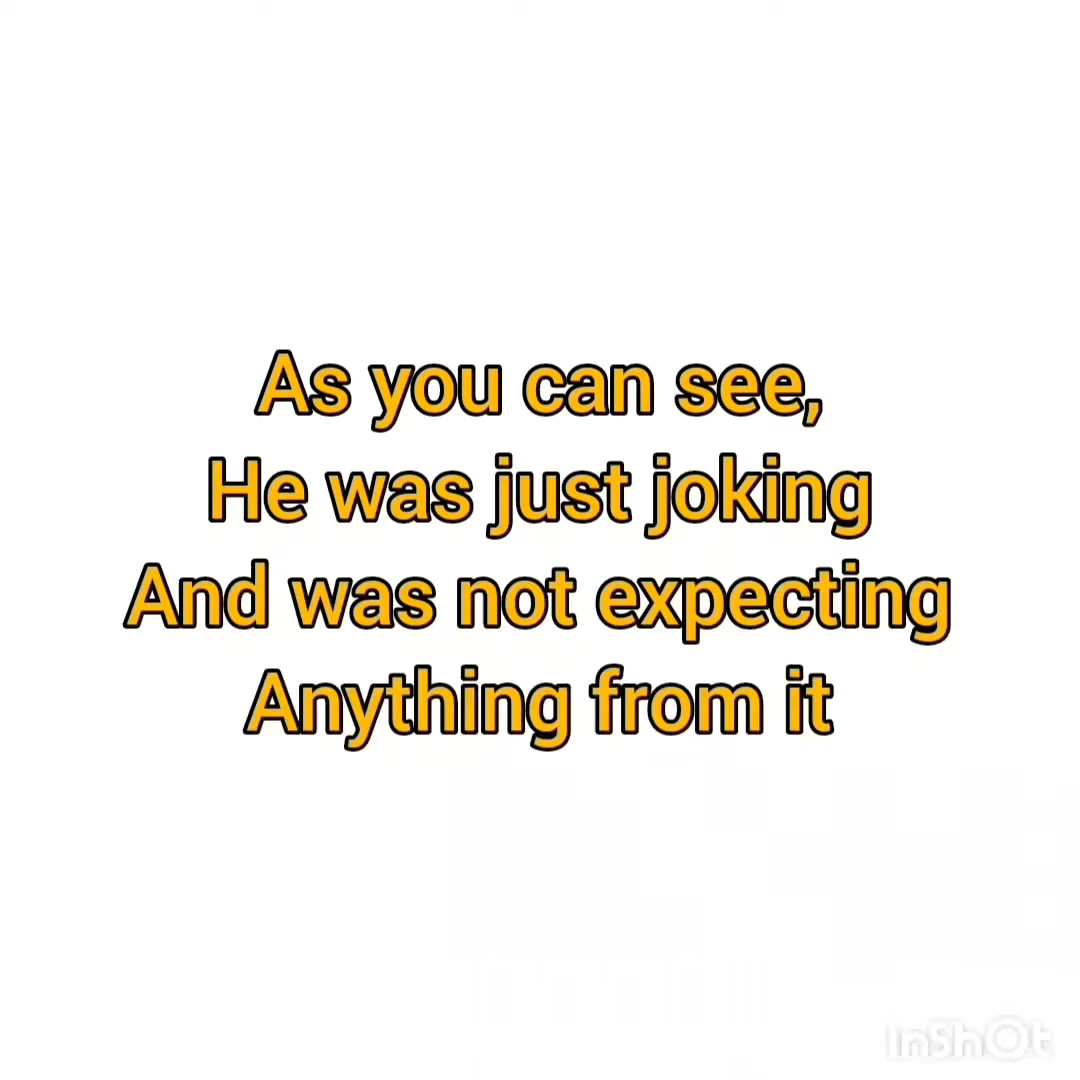 As you can see,
He was just joking
And was not expecting
Anything from it
InShOt